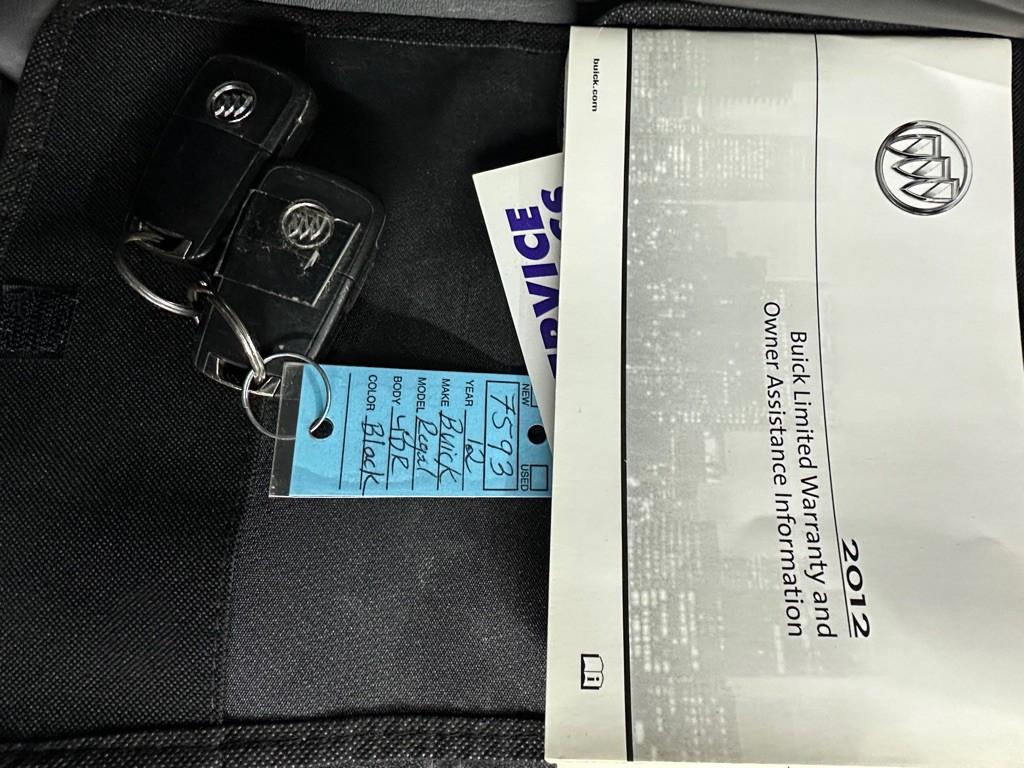 buick.com
2012
Buick Limited Warranty and
Owner Assistance Information
i
SERVICE
NEW USED
7593
YEAR 12
MAKE Buick
MODEL Regal
BODY 4DR
COLOR Black